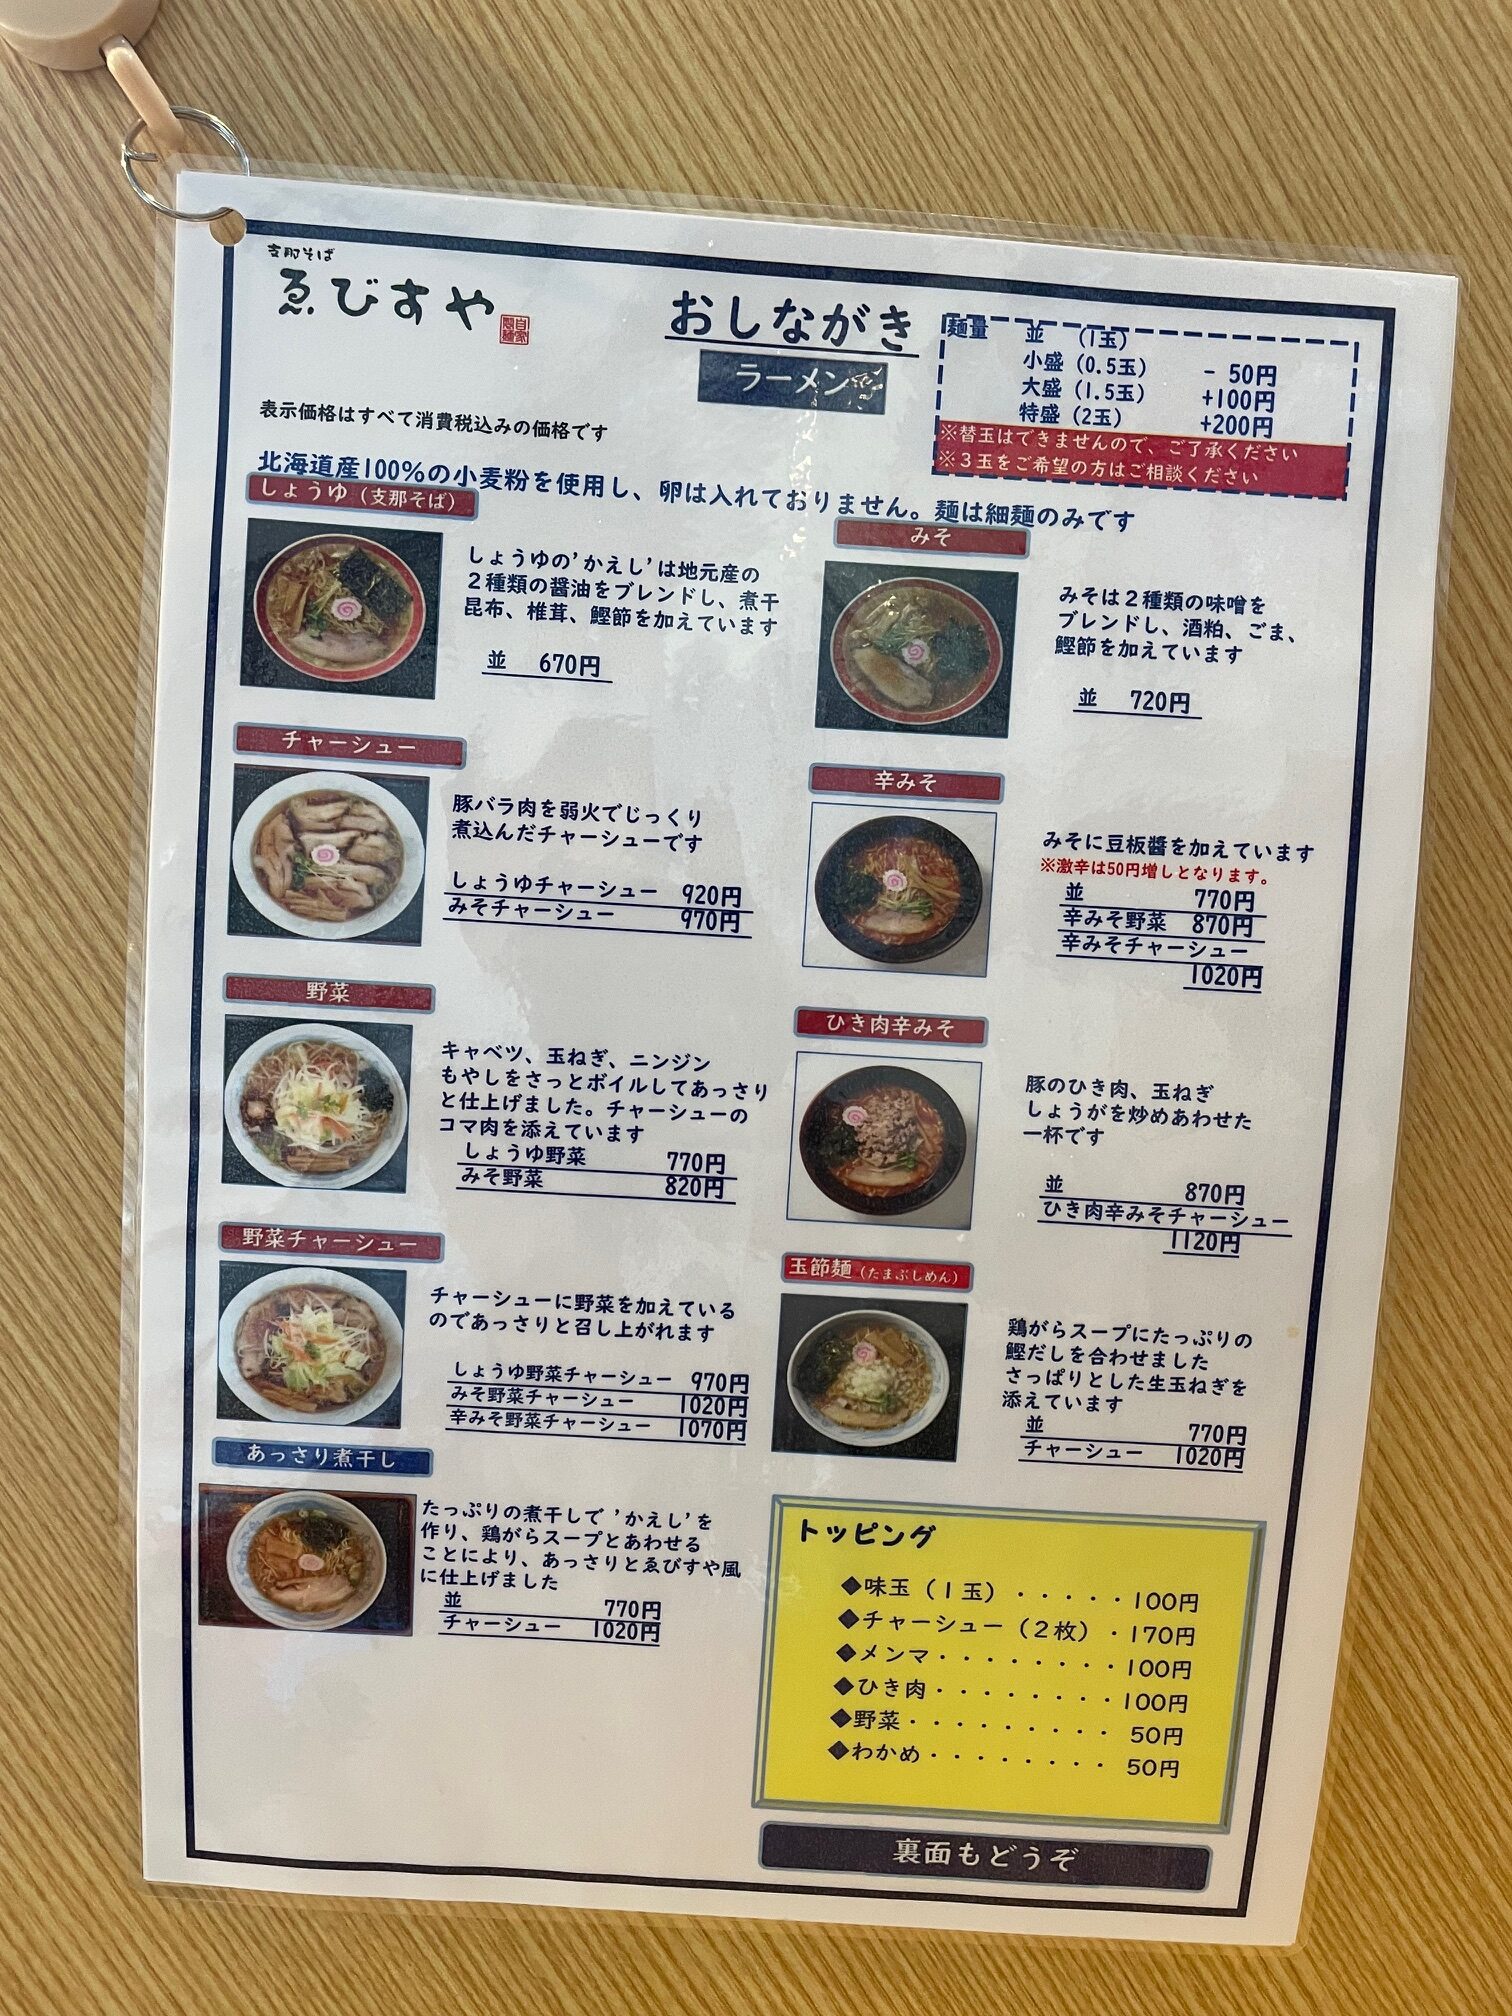 支那そば
ゑびすや
自家製麺
おしながき
ラーメン
麺量 並 (1玉)
小盛 (0.5玉) - 50円
大盛 (1.5玉) +100円
特盛 (2玉) +200円
※替玉はできませんので、ご了承ください
※3玉をご希望の方はご相談ください
表示価格はすべて消費税込みの価格です
北海道産100%の小麦粉を使用し、卵は入れておりません。麺は細麺のみです
しょうゆ(支那そば)
しょうゆの'かえし'は地元産の
2種類の醤油をブレンドし、煮干
昆布、椎茸、鰹節を加えています
並 670円
チャーシュー
豚バラ肉を弱火でじっくり
煮込んだチャーシューです
しょうゆチャーシュー 920円
みそチャーシュー 970円
野菜
キャベツ、玉ねぎ、ニンジン
もやしをさっとボイルしてあっさり
と仕上げました。チャーシューの
コマ肉を添えています
しょうゆ野菜 770円
みそ野菜 820円
野菜チャーシュー
チャーシューに野菜を加えている
のであっさりと召し上がれます
しょうゆ野菜チャーシュー 970円
みそ野菜チャーシュー 1020円
辛みそ野菜チャーシュー 1070円
あっさり煮干し
たっぷりの煮干しで'かえし'を
作り、鶏がらスープとあわせる
ことにより、あっさりとゑびすや風
に仕上げました
並 770円
チャーシュー 1020円
みそ
みそは2種類の味噌を
ブレンドし、酒粕、ごま、
鰹節を加えています
並 720円
辛みそ
みそに豆板醤を加えています
※激辛は50円増しとなります。
並 770円
辛みそ野菜 870円
辛みそチャーシュー
1020円
ひき肉辛みそ
豚のひき肉、玉ねぎ
しょうがを炒めあわせた
一杯です
並 870円
ひき肉辛みそチャーシュー
1120円
玉節麺(たまぶしめん)
鶏がらスープにたっぷりの
鰹だしを合わせました
さっぱりとした生玉ねぎを
添えています
並 770円
チャーシュー 1020円
トッピング
◆味玉(1玉)・・・・・100円
◆チャーシュー(2枚)・170円
◆メンマ・・・・・・・・100円
◆ひき肉・・・・・・・・100円
◆野菜・・・・・・・・・ 50円
◆わかめ・・・・・・・・ 50円
裏面もどうぞ